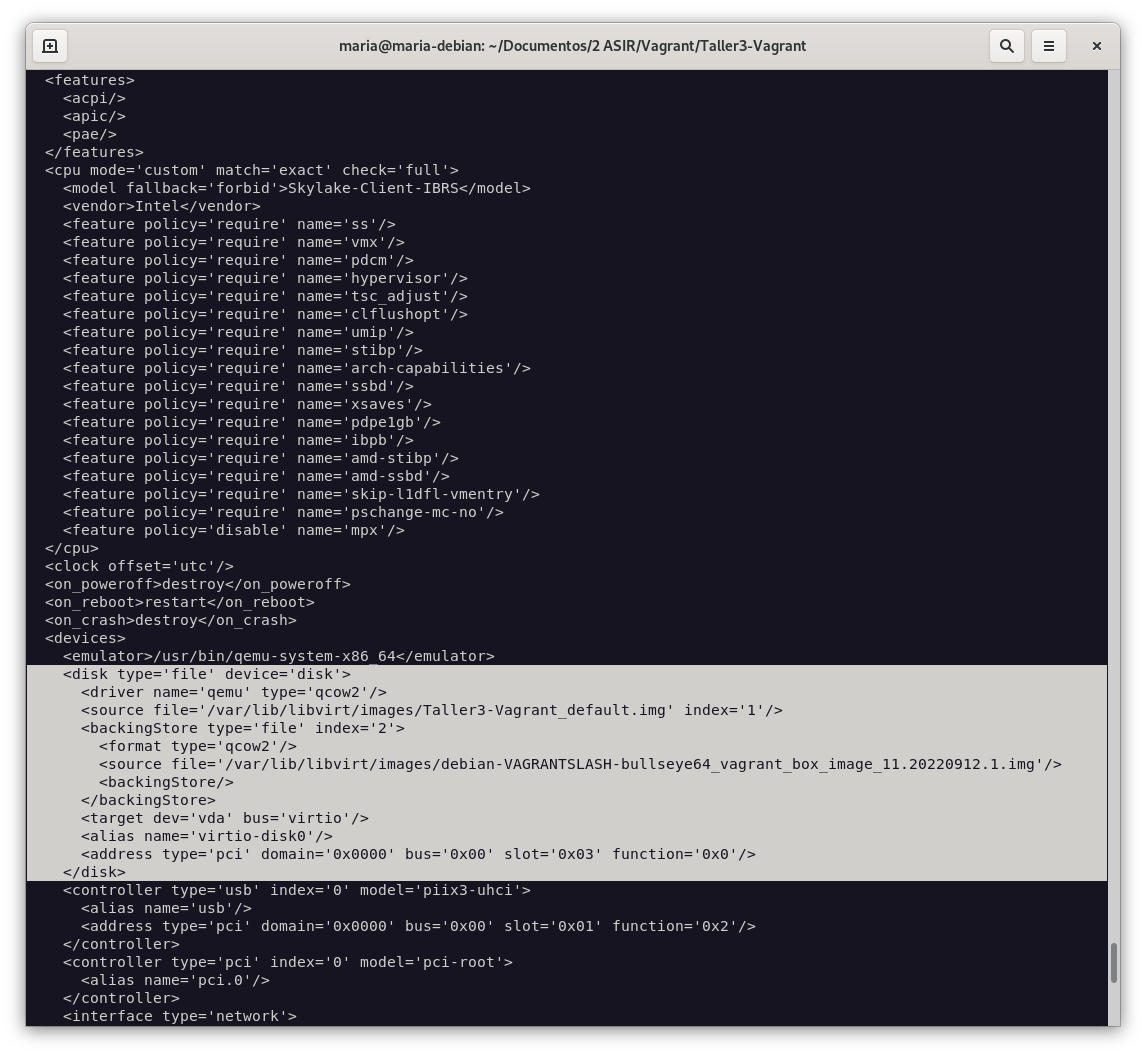 maria@maria-debian: ~/Documentos/2 ASIR/Vagrant/Taller3-Vagrant
  <features>
    <acpi/>
    <apic/>
    <pae/>
  </features>
  <cpu mode='custom' match='exact' check='full'>
    <model fallback='forbid'>Skylake-Client-IBRS</model>
    <vendor>Intel</vendor>
    <feature policy='require' name='ss'/>
    <feature policy='require' name='vmx'/>
    <feature policy='require' name='pdcm'/>
    <feature policy='require' name='hypervisor'/>
    <feature policy='require' name='tsc_adjust'/>
    <feature policy='require' name='clflushopt'/>
    <feature policy='require' name='umip'/>
    <feature policy='require' name='stibp'/>
    <feature policy='require' name='arch-capabilities'/>
    <feature policy='require' name='ssbd'/>
    <feature policy='require' name='xsaves'/>
    <feature policy='require' name='pdpe1gb'/>
    <feature policy='require' name='ibpb'/>
    <feature policy='require' name='amd-stibp'/>
    <feature policy='require' name='amd-ssbd'/>
    <feature policy='require' name='skip-l1dfl-vmentry'/>
    <feature policy='require' name='pschange-mc-no'/>
    <feature policy='disable' name='mpx'/>
  </cpu>
  <clock offset='utc'/>
  <on_poweroff>destroy</on_poweroff>
  <on_reboot>restart</on_reboot>
  <on_crash>destroy</on_crash>
  <devices>
    <emulator>/usr/bin/qemu-system-x86_64</emulator>
    <disk type='file' device='disk'>
      <driver name='qemu' type='qcow2'/>
      <source file='/var/lib/libvirt/images/Taller3-Vagrant_default.img' index='1'/>
      <backingStore type='file' index='2'>
        <format type='qcow2'/>
        <source file='/var/lib/libvirt/images/debian-VAGRANTSLASH-bullseye64_vagrant_box_image_11.20220912.1.img'/>
        <backingStore/>
      </backingStore>
      <target dev='vda' bus='virtio'/>
      <alias name='virtio-disk0'/>
      <address type='pci' domain='0x0000' bus='0x00' slot='0x03' function='0x0'/>
    </disk>
    <controller type='usb' index='0' model='piix3-uhci'>
      <alias name='usb'/>
      <address type='pci' domain='0x0000' bus='0x00' slot='0x01' function='0x2'/>
    </controller>
    <controller type='pci' index='0' model='pci-root'>
      <alias name='pci.0'/>
    </controller>
    <interface type='network'>